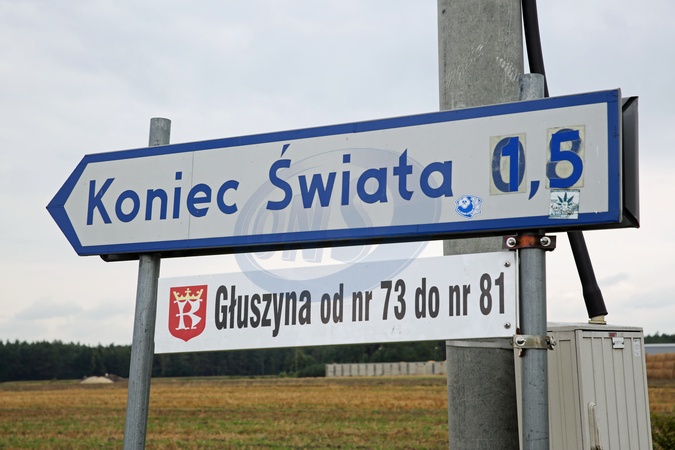 Koniec Świata 1,5
Głuszyna od nr 73 do nr 81